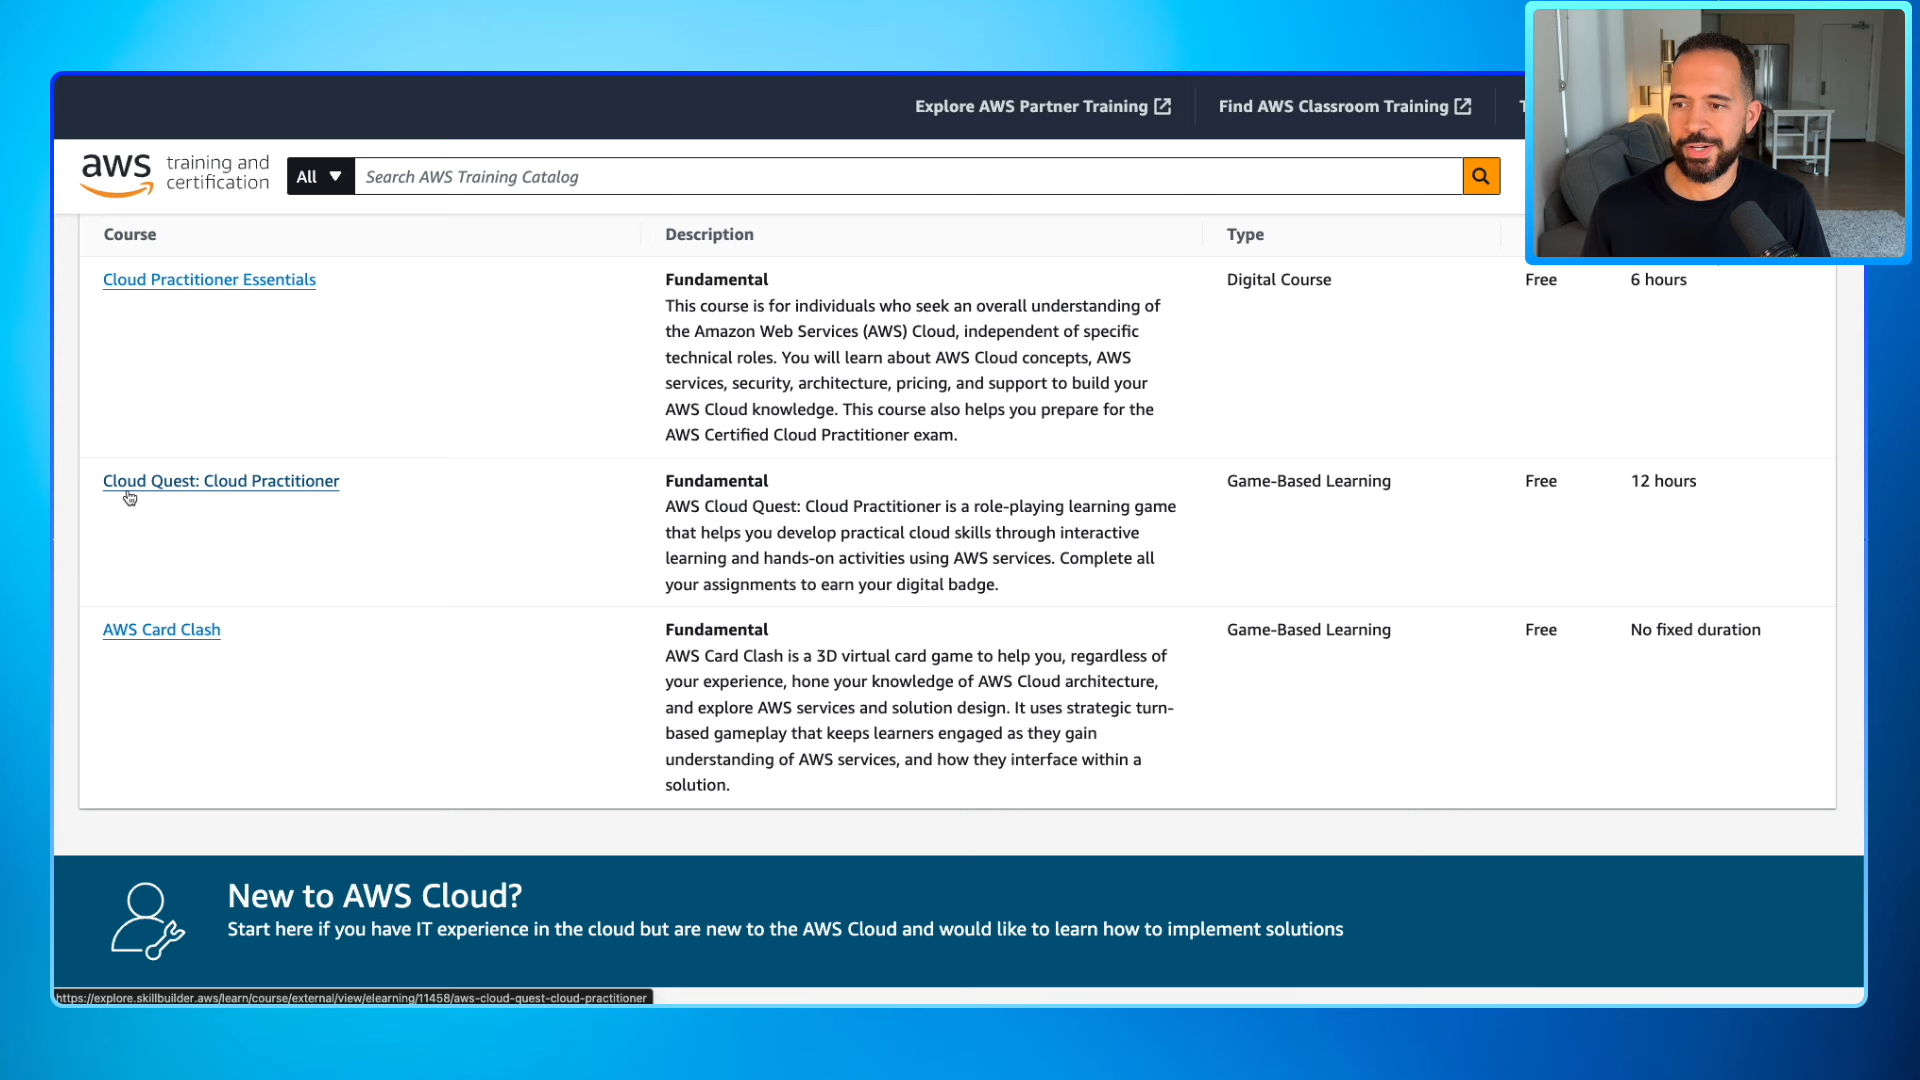 Explore AWS Partner Training
Find AWS Classroom Training
T
aws training and certification
All ▼ Search AWS Training Catalog
Course Description Type
Cloud Practitioner Essentials
Fundamental
This course is for individuals who seek an overall understanding of
the Amazon Web Services (AWS) Cloud, independent of specific
technical roles. You will learn about AWS Cloud concepts, AWS
services, security, architecture, pricing, and support to build your
AWS Cloud knowledge. This course also helps you prepare for the
AWS Certified Cloud Practitioner exam.
Digital Course
Free
6 hours
Cloud Quest: Cloud Practitioner
Fundamental
AWS Cloud Quest: Cloud Practitioner is a role-playing learning game
that helps you develop practical cloud skills through interactive
learning and hands-on activities using AWS services. Complete all
your assignments to earn your digital badge.
Game-Based Learning
Free
12 hours
AWS Card Clash
Fundamental
AWS Card Clash is a 3D virtual card game to help you, regardless of
your experience, hone your knowledge of AWS Cloud architecture,
and explore AWS services and solution design. It uses strategic turn-
based gameplay that keeps learners engaged as they gain
understanding of AWS services, and how they interface within a
solution.
Game-Based Learning
Free
No fixed duration
New to AWS Cloud?
Start here if you have IT experience in the cloud but are new to the AWS Cloud and would like to learn how to implement solutions
https://explore.skillbuilder.aws/learn/course/external/view/elearning/11458/aws-cloud-quest-cloud-practitioner